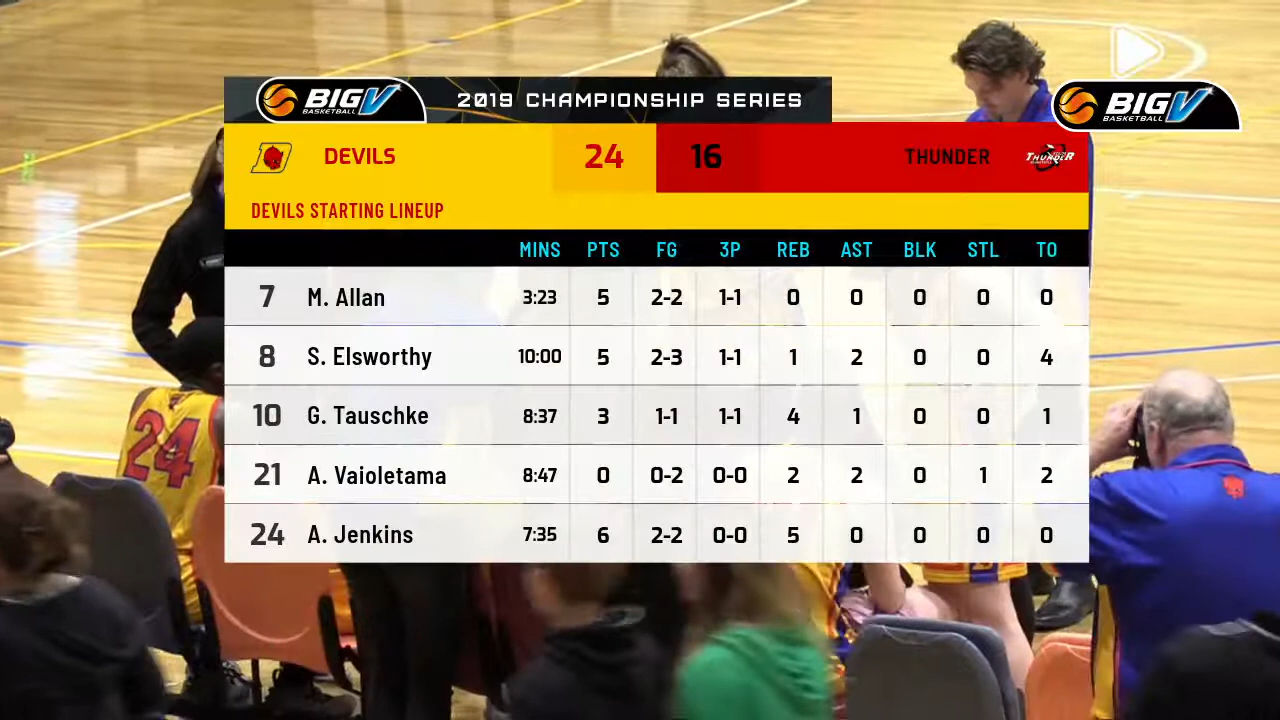 BIGV BASKETBALL 2019 CHAMPIONSHIP SERIES
BIGV BASKETBALL
DEVILS 24 16 THUNDER THUNDER
DEVILS STARTING LINEUP
MINS PTS FG 3P REB AST BLK STL TO
7 M. Allan 3:23 5 2-2 1-1 0 0 0 0 0
8 S. Elsworthy 10:00 5 2-3 1-1 1 2 0 0 4
10 G. Tauschke 8:37 3 1-1 1-1 4 1 0 0 1
21 A. Vaioletama 8:47 0 0-2 0-0 2 2 0 1 2
24 A. Jenkins 7:35 6 2-2 0-0 5 0 0 0 0
24